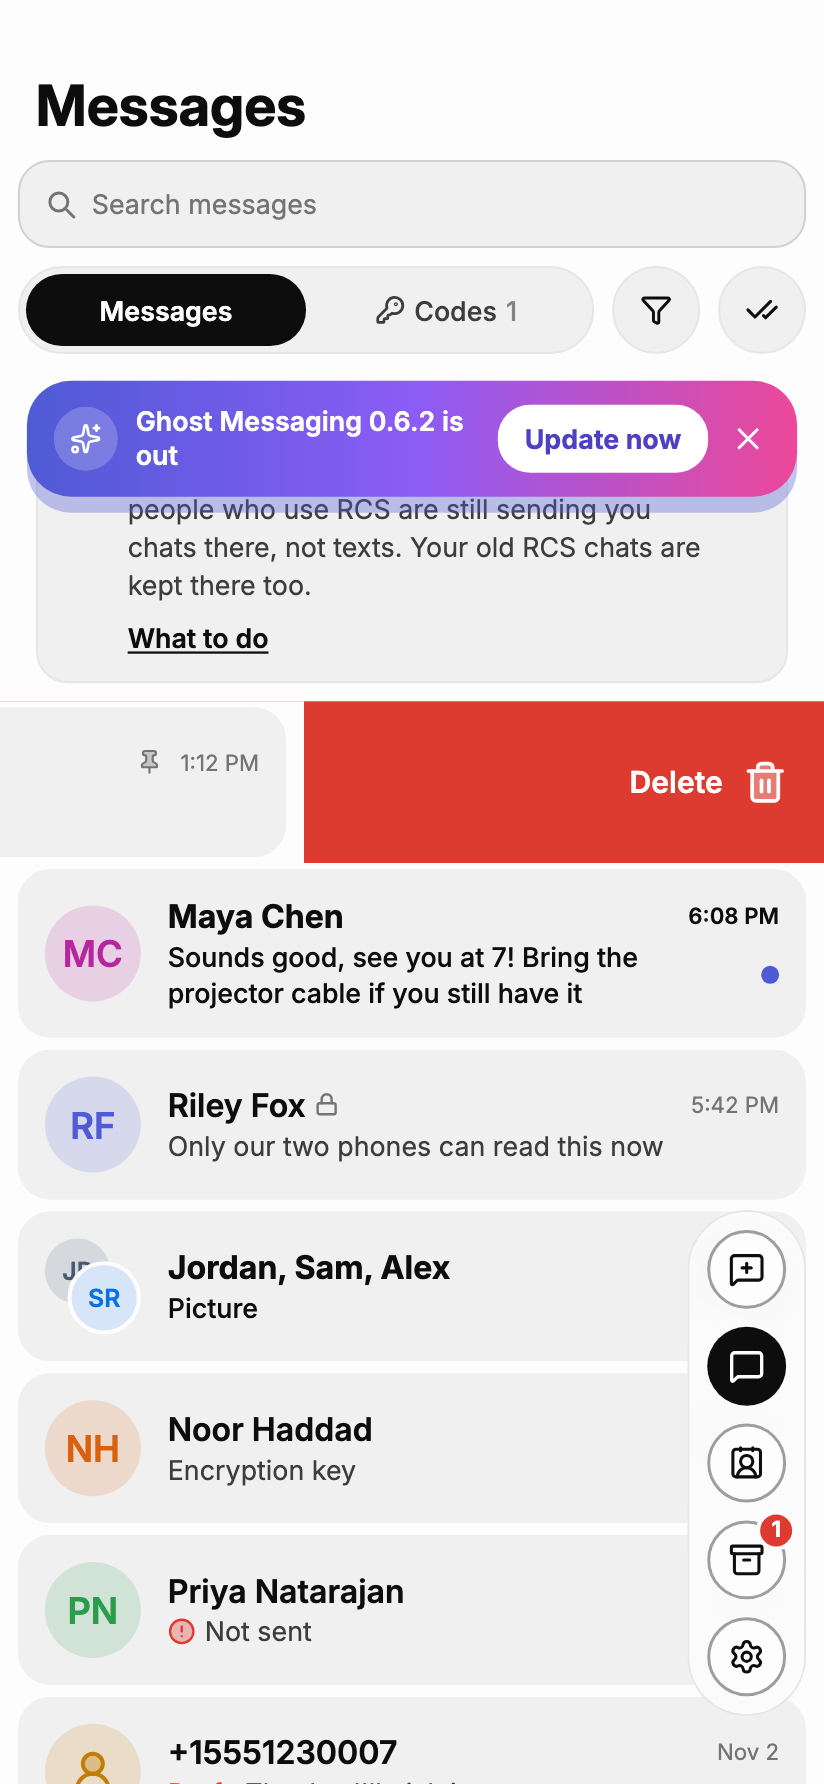 Messages
Search messages
Messages
Codes 1
Ghost Messaging 0.6.2 is
out
Update now
people who use RCS are still sending you
chats there, not texts. Your old RCS chats are
kept there too.
What to do
1:12 PM
Delete
MC
Maya Chen
6:08 PM
Sounds good, see you at 7! Bring the
projector cable if you still have it
RF
Riley Fox
5:42 PM
Only our two phones can read this now
SR
Jordan, Sam, Alex
Picture
NH
Noor Haddad
Encryption key
1
PN
Priya Natarajan
Not sent
+15551230007
Nov 2